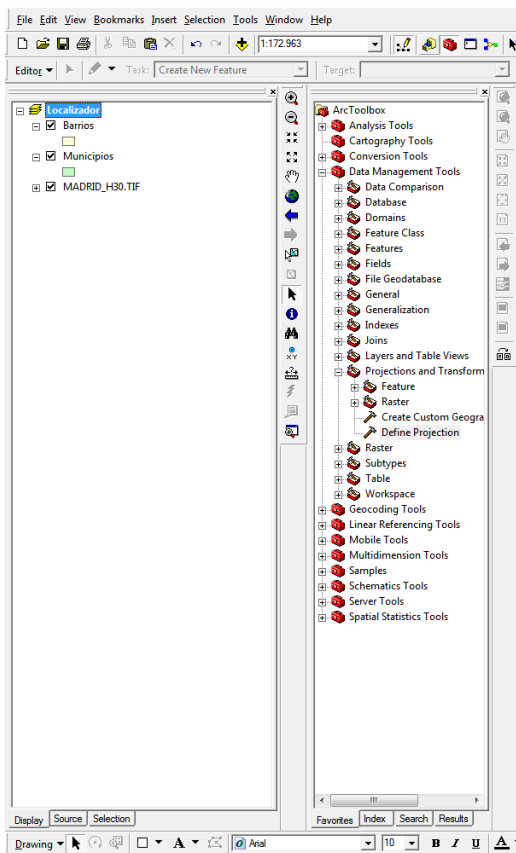 File Edit View Bookmarks Insert Selection Tools Window Help
1:172.963
Editor Task: Create New Feature Target:
Localizador
Barrios
Municipios
MADRID_H30.TIF
Display Source Selection
XY
1:1
ArcToolbox
Analysis Tools
Cartography Tools
Conversion Tools
Data Management Tools
Data Comparison
Database
Domains
Feature Class
Features
Fields
File Geodatabase
General
Generalization
Indexes
Joins
Layers and Table Views
Projections and Transform
Feature
Raster
Create Custom Geogra
Define Projection
Raster
Subtypes
Table
Workspace
Geocoding Tools
Linear Referencing Tools
Mobile Tools
Multidimension Tools
Samples
Schematics Tools
Server Tools
Spatial Statistics Tools
Favorites Index Search Results
Drawing A Arial 10 B I U A